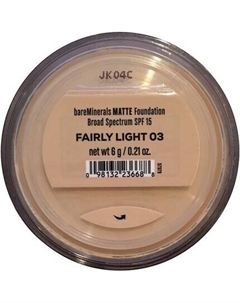 JK04C
bareMinerals MATTE Foundation
Broad Spectrum SPF 15
FAIRLY LIGHT 03
net wt 6 g / 0.21 oz.
0 98132 23668 8